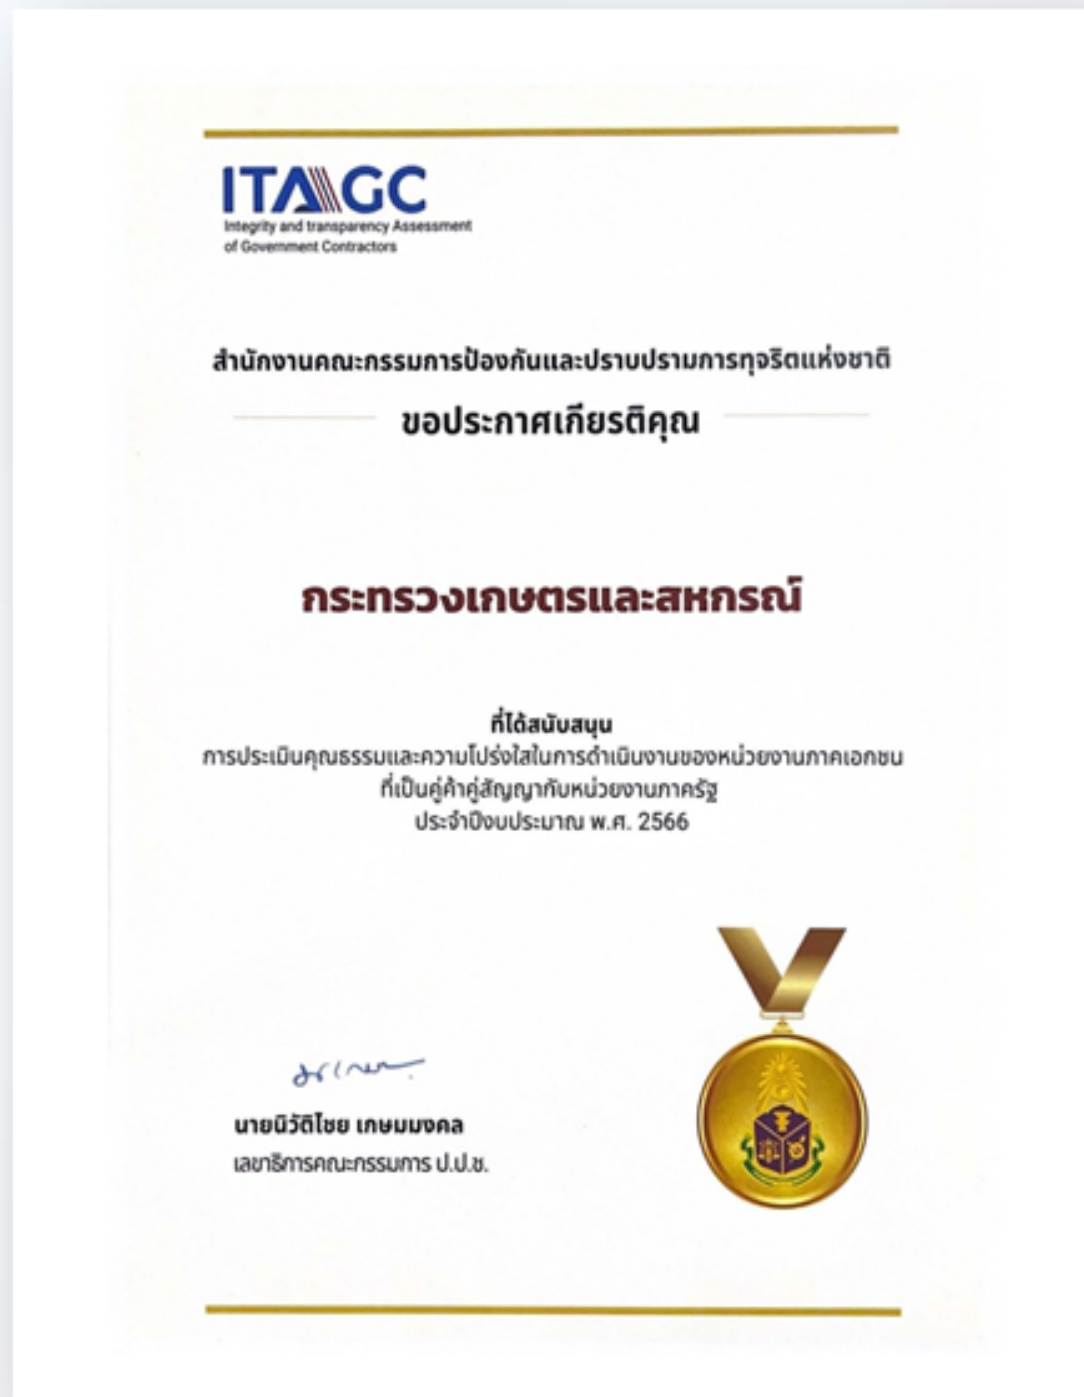 ITAGC
Integrity and transparency Assessment
of Government Contractors
สำนักงานคณะกรรมการป้องกันและปราบปรามการทุจริตแห่งชาติ
ขอประกาศเกียรติคุณ
กระทรวงเกษตรและสหกรณ์
ที่ได้สนับสนุน
การประเมินคุณธรรมและความโปร่งใสในการดำเนินงานของหน่วยงานภาคเอกชน
ที่เป็นคู่ค้าคู่สัญญากับหน่วยงานภาครัฐ
ประจำปีงบประมาณ พ.ศ. 2566
นายนิวัติไชย เกษมมงคล
เลขาธิการคณะกรรมการ ป.ป.ช.